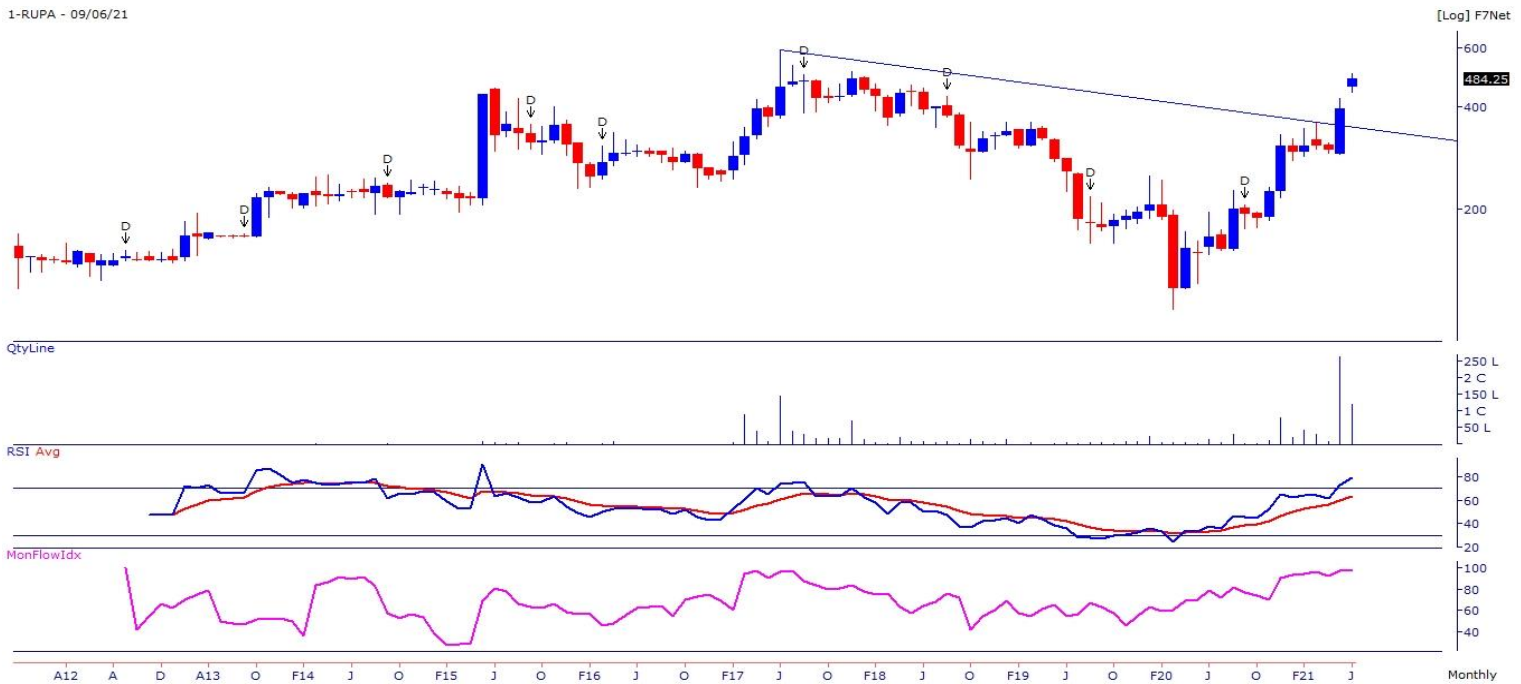 1-RUPA - 09/06/21
[Log] F7Net
D
D
D
D
D
D
D
D
D
600
484.25
400
200
QtyLine
250 L
2 C
150 L
1 C
50 L
RSI Avg
80
60
40
20
MonFlowIdx
100
80
60
40
A12 A D A13 O F14 J O F15 J O F16 J O F17 J O F18 J O F19 J O F20 J O F21 J Monthly